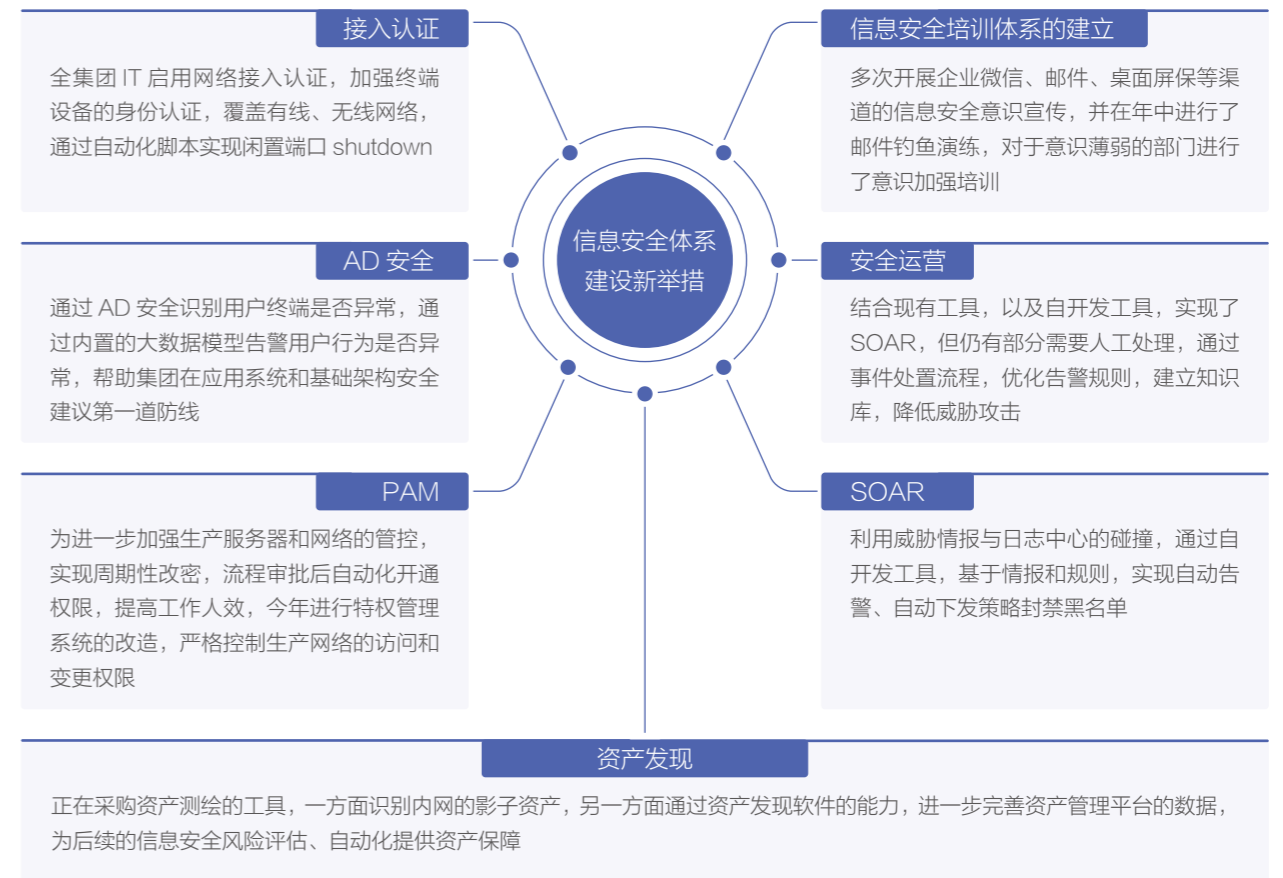 接入认证
全集团 IT 启用网络接入认证，加强终端
设备的身份认证，覆盖有线、无线网络，
通过自动化脚本实现闲置端口 shutdown
AD 安全
通过 AD 安全识别用户终端是否异常，通
过内置的大数据模型告警用户行为是否异
常，帮助集团在应用系统和基础架构安全
建议第一道防线
PAM
为进一步加强生产服务器和网络的管控，
实现周期性改密，流程审批后自动化开通
权限，提高工作人效，今年进行特权管理
系统的改造，严格控制生产网络的访问和
变更权限
信息安全体系
建设新举措
信息安全培训体系的建立
多次开展企业微信、邮件、桌面屏保等渠
道的信息安全意识宣传，并在年中进行了
邮件钓鱼演练，对于意识薄弱的部门进行
了意识加强培训
安全运营
结合现有工具，以及自开发工具，实现了
SOAR，但仍有部分需要人工处理，通过
事件处置流程，优化告警规则，建立知识
库，降低威胁攻击
SOAR
利用威胁情报与日志中心的碰撞，通过自
开发工具，基于情报和规则，实现自动告
警、自动下发策略封禁黑名单
资产发现
正在采购资产测绘的工具，一方面识别内网的影子资产，另一方面通过资产发现软件的能力，进一步完善资产管理平台的数据，
为后续的信息安全风险评估、自动化提供资产保障